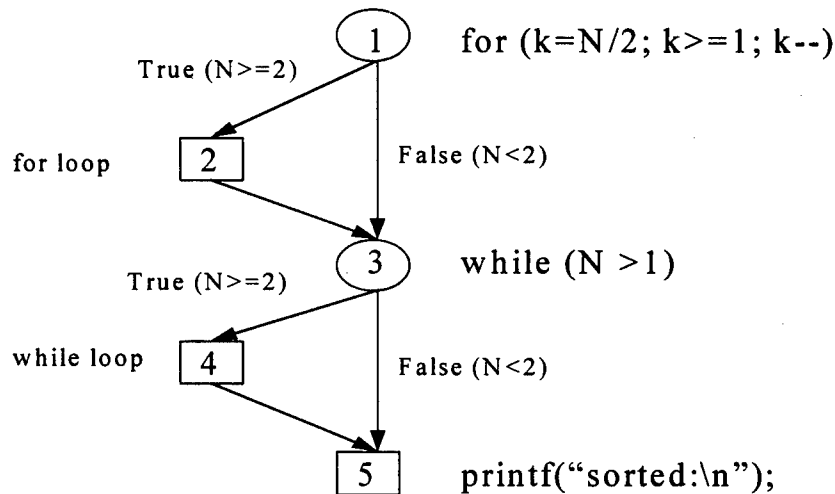 1
for (k=N/2; k>=1; k--)
True (N>=2)
2
for loop
False (N<2)
3
while (N >1)
True (N>=2)
4
while loop
False (N<2)
5
printf(“sorted:\n”);